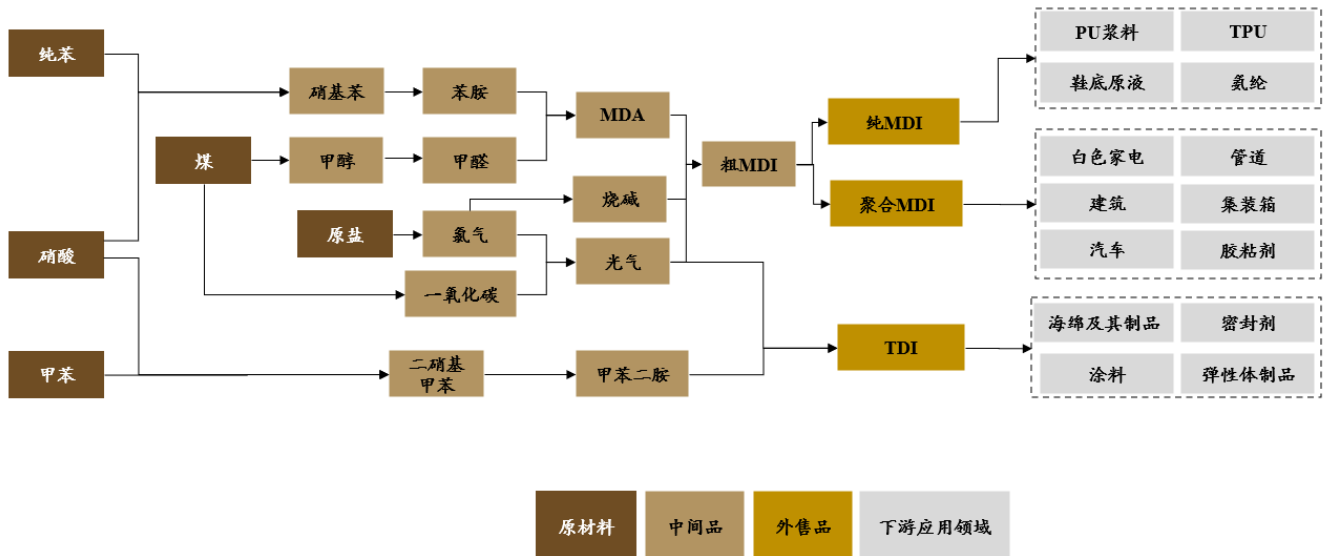 纯苯
硝酸
甲苯
煤
原盐
硝基苯
苯胺
甲醇
甲醛
氯气
一氧化碳
二硝基
甲苯
MDA
烧碱
光气
甲苯二胺
粗MDI
纯MDI
聚合MDI
TDI
PU浆料
TPU
鞋底原液
氨纶
白色家电
管道
建筑
集装箱
汽车
胶粘剂
海绵及其制品
密封剂
涂料
弹性体制品
原材料
中间品
外售品
下游应用领域